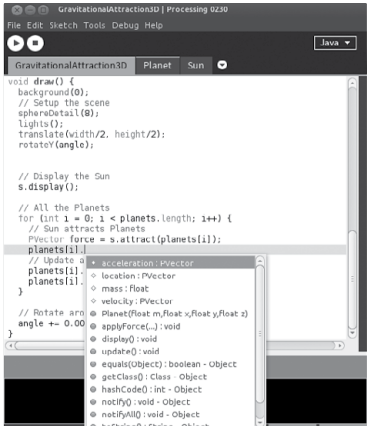 GravitationalAttraction3D | Processing 0230
File Edit Sketch Tools Debug Help
Java
GravitationalAttraction3D Planet Sun
void draw() {
background(0);
// Setup the scene
sphereDetail(8);
lights();
translate(width/2, height/2);
rotateY(angle);
// Display the Sun
s.display();
// All the Planets
for (int i = 0; i < planets.length; i++) {
// Sun attracts Planets
PVector force = s.attract(planets[i]);
planets[i].
// Update a
planets[i].
planets[i].
}
// Rotate aro
angle += 0.00
}
acceleration : PVector
location : PVector
mass : float
velocity : PVector
Planet(float m,float x,float y,float z)
applyForce(...) : void
display() : void
update() : void
equals(Object) : boolean - Object
getClass() : Class - Object
hashCode() : int - Object
notify() : void - Object
notifyAll() : void - Object